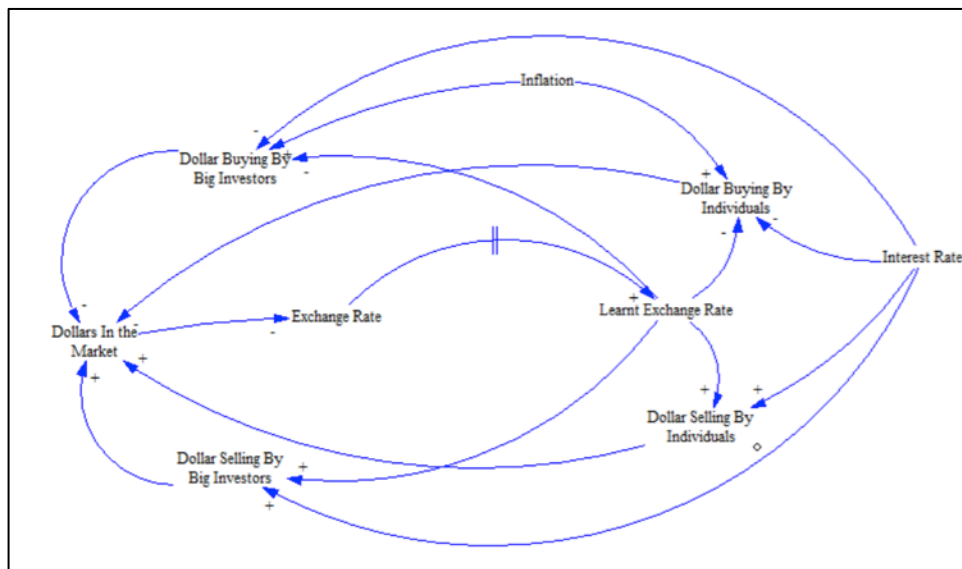 Inflation
-
+
-
Dollar Buying By
Big Investors
+
Dollar Buying By
Individuals
-
-
Interest Rate
-
-
+
Exchange Rate
-
Learnt Exchange Rate
Dollars In the
Market
+
+
+
+
Dollar Selling By
Individuals
Dollar Selling By
Big Investors
+
+